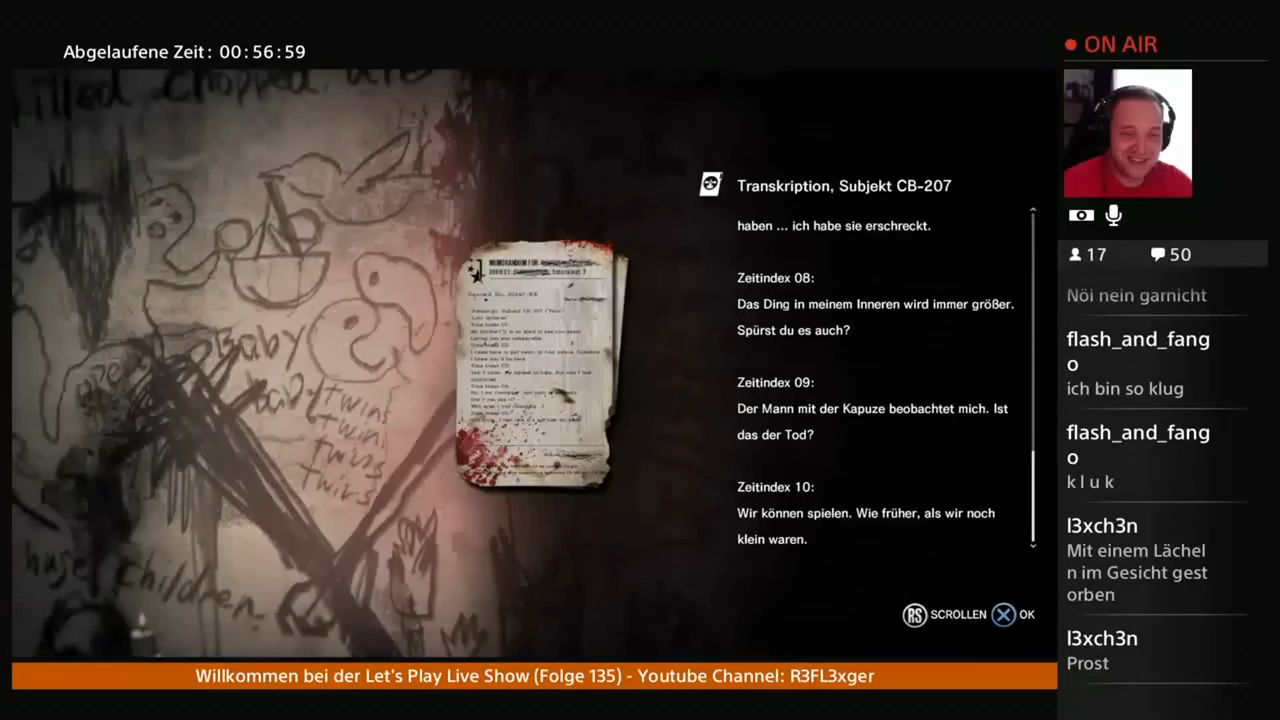 Abgelaufene Zeit: 00:56:59
ON AIR
17
50
Nöi nein garnicht
flash_and_fang
o
ich bin so klug
flash_and_fang
o
k l u k
l3xch3n
Mit einem Lächel
n im Gesicht gest
orben
l3xch3n
Prost
killed chopped
Baby
twins
twin
twins
twins
children
MEMORANDUM FOR:
Transkription, Subjekt CB-207
haben ... ich habe sie erschreckt.
Zeitindex 08:
Das Ding in meinem Inneren wird immer größer.
Spürst du es auch?
Zeitindex 09:
Der Mann mit der Kapuze beobachtet mich. Ist
das der Tod?
Zeitindex 10:
Wir können spielen. Wie früher, als wir noch
klein waren.
RS SCROLLEN OK
Willkommen bei der Let's Play Live Show (Folge 135) - Youtube Channel: R3FL3xger